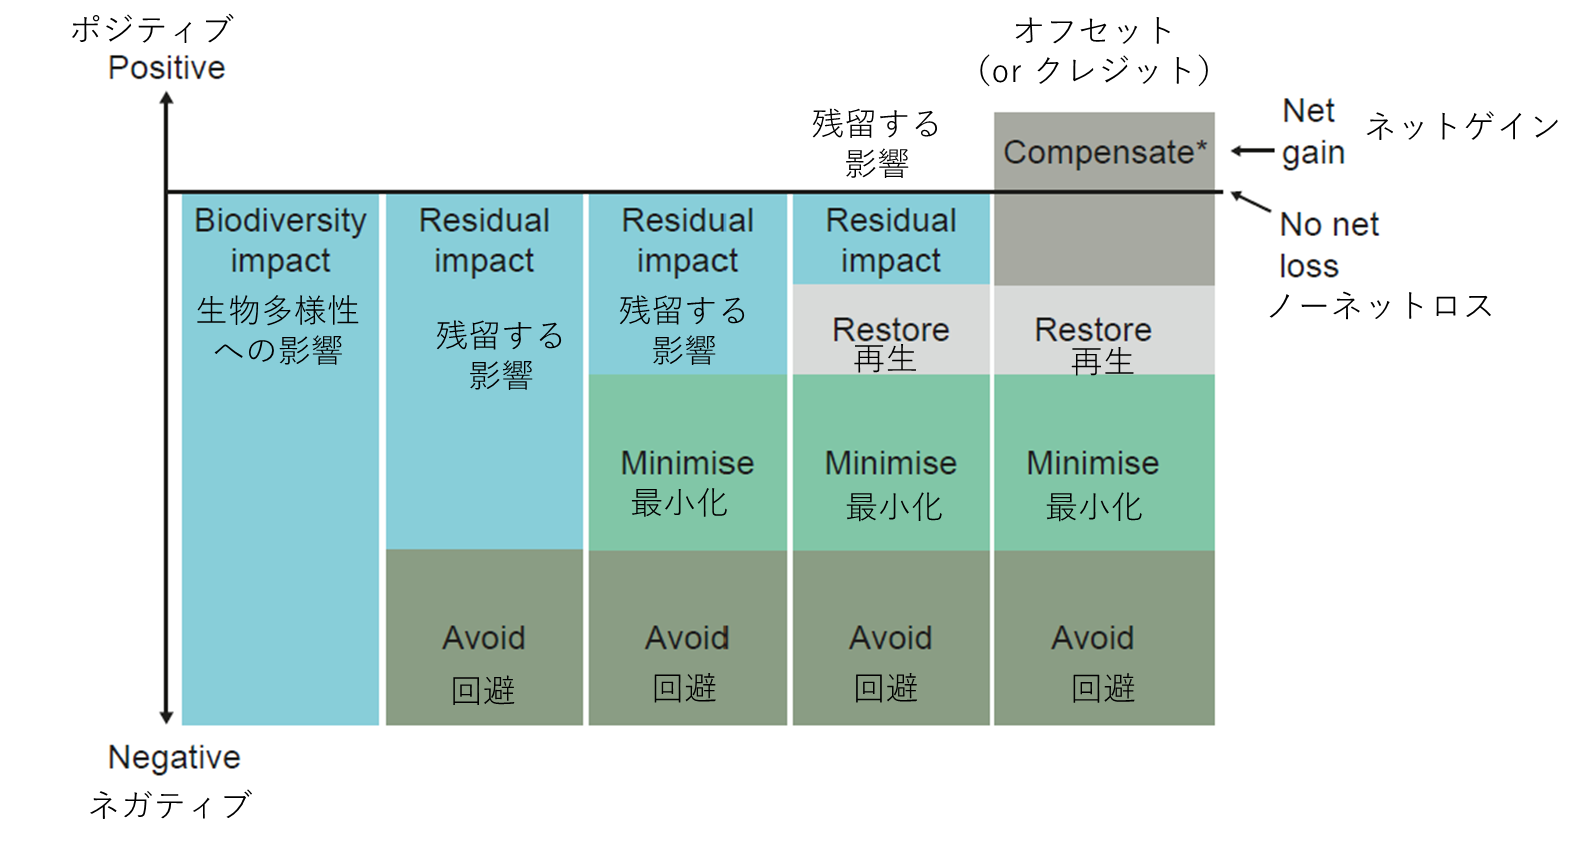 ポジティブ
Positive
オフセット
（or クレジット）
残留する
影響
Compensate*
Net
gain
ネットゲイン
Biodiversity
impact
生物多様性
への影響
Residual
impact
残留する
影響
Residual
impact
残留する
影響
Residual
impact
No net
loss
ノーネットロス
Restore
再生
Restore
再生
Minimise
最小化
Minimise
最小化
Minimise
最小化
Avoid
回避
Avoid
回避
Avoid
回避
Avoid
回避
Negative
ネガティブ